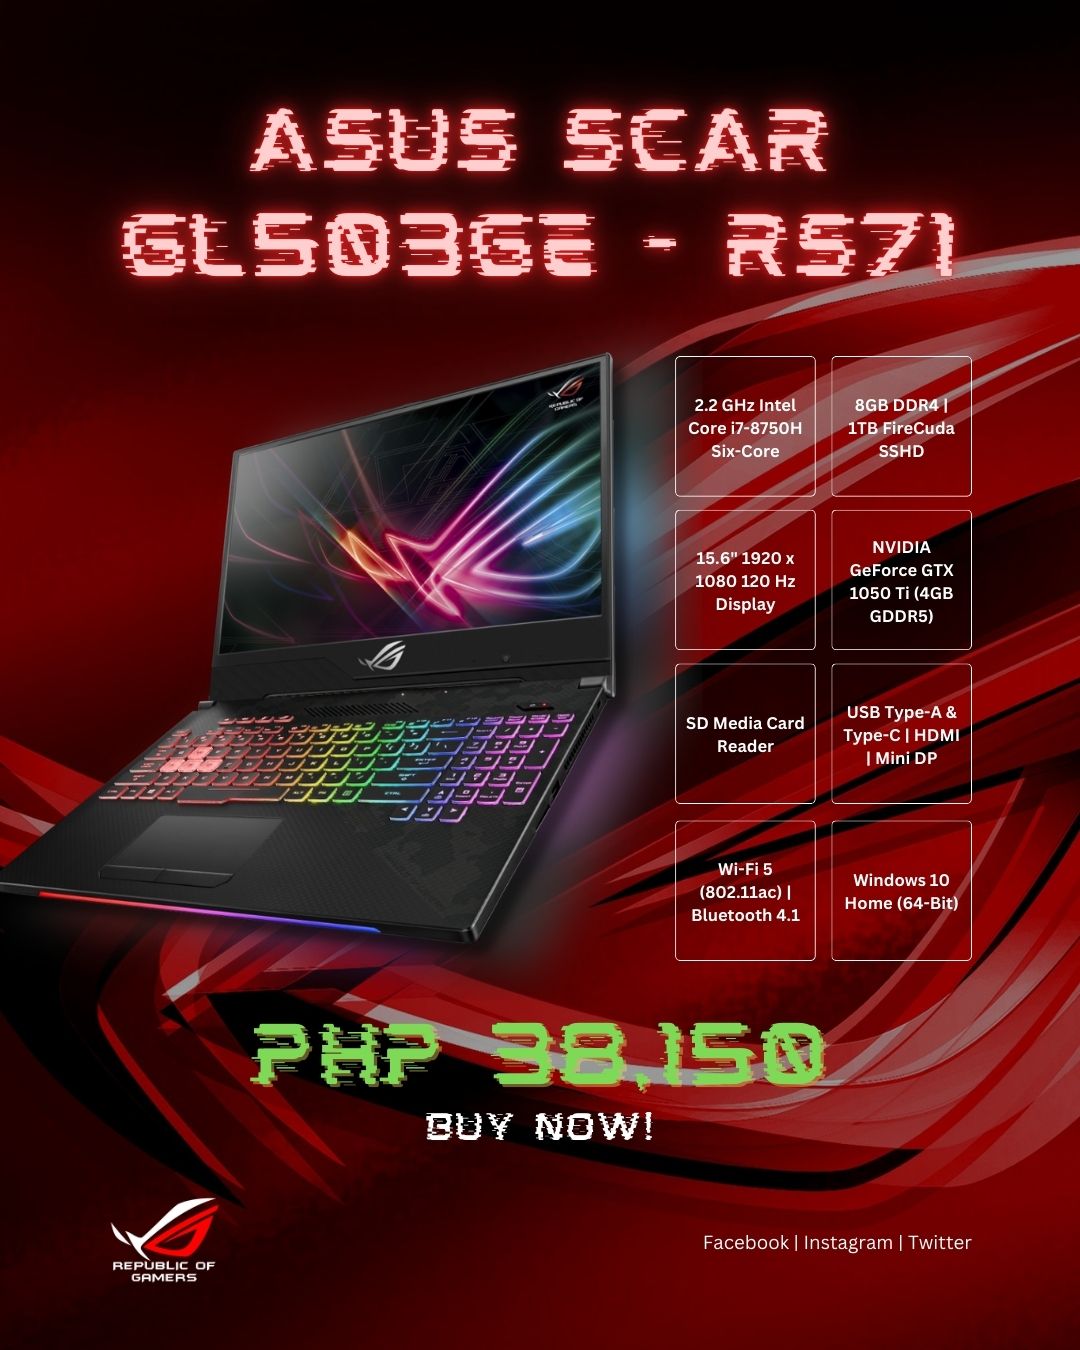 ASUS SCAR
GL503GE - RS71
REPUBLIC OF
GAMERS
2.2 GHz Intel
Core i7-8750H
Six-Core
8GB DDR4 |
1TB FireCuda
SSHD
15.6" 1920 x
1080 120 Hz
Display
NVIDIA
GeForce GTX
1050 Ti (4GB
GDDR5)
SD Media Card
Reader
USB Type-A &
Type-C | HDMI
| Mini DP
Wi-Fi 5
(802.11ac) |
Bluetooth 4.1
Windows 10
Home (64-Bit)
PHP 38,150
BUY NOW!
REPUBLIC OF
GAMERS
Facebook | Instagram | Twitter